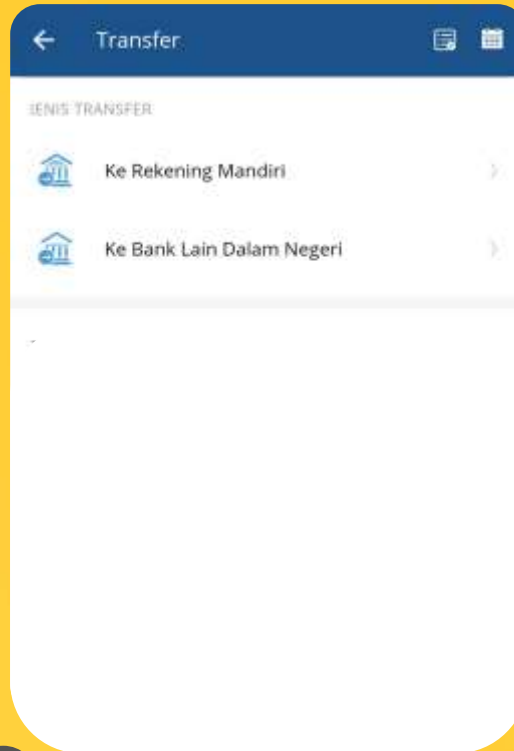 Transfer
JENIS TRANSFER
Ke Rekening Mandiri
Ke Bank Lain Dalam Negeri